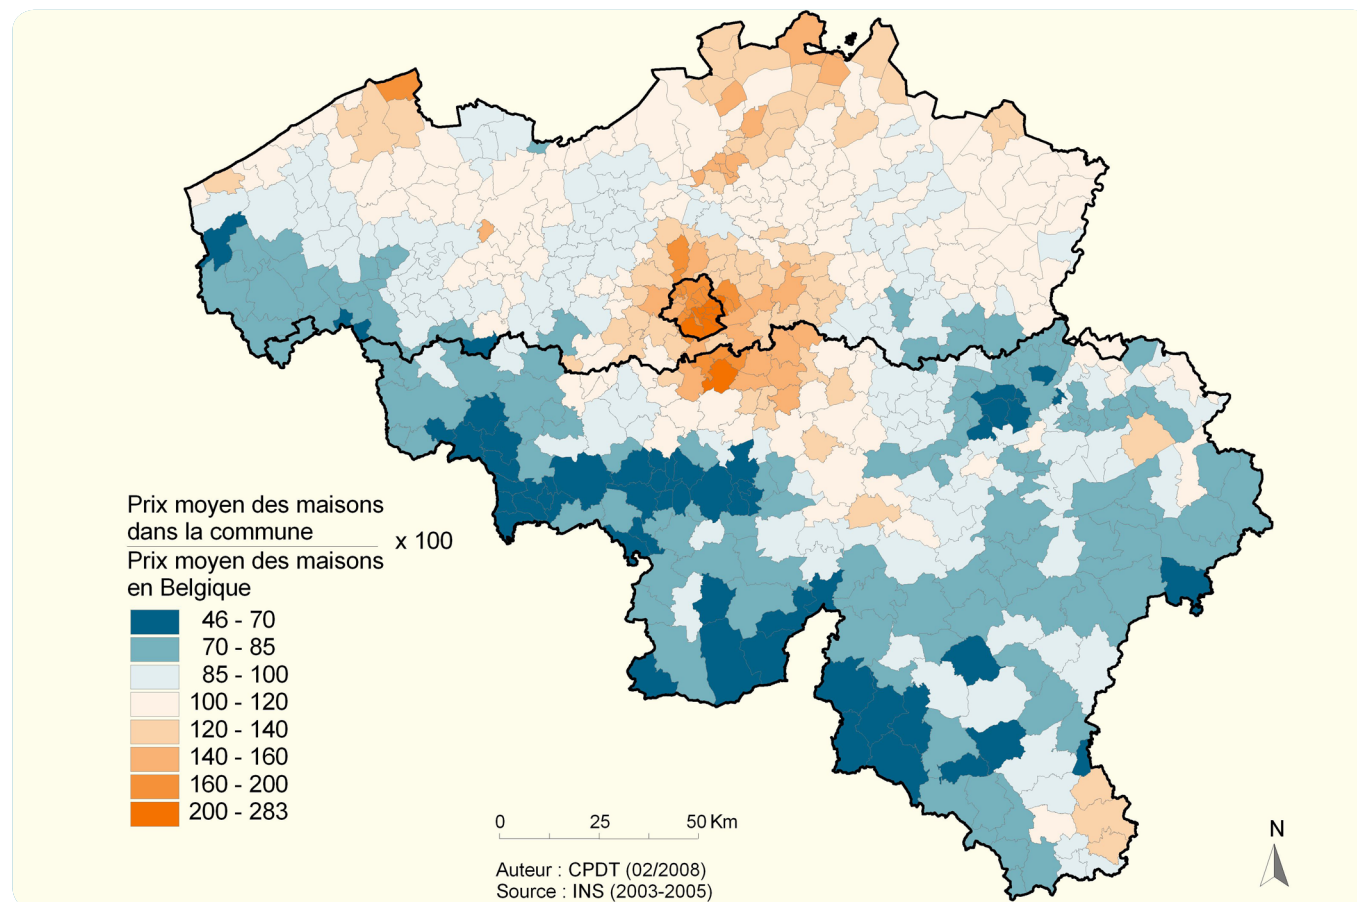 Prix moyen des maisons
dans la commune
x 100
Prix moyen des maisons
en Belgique
46 - 70
70 - 85
85 - 100
100 - 120
120 - 140
140 - 160
160 - 200
200 - 283
0 25 50 Km
Auteur : CPDT (02/2008)
Source : INS (2003-2005)
N